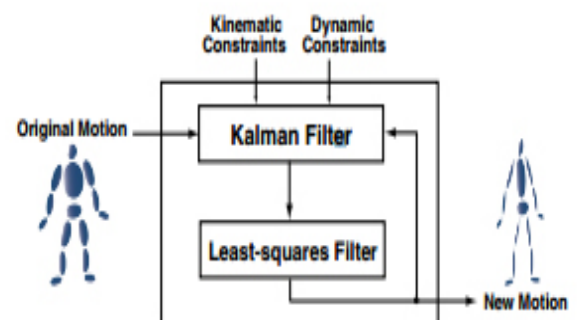 Kinematic
Constraints
Dynamic
Constraints
Original Motion
Kalman Filter
Least-squares Filter
New Motion